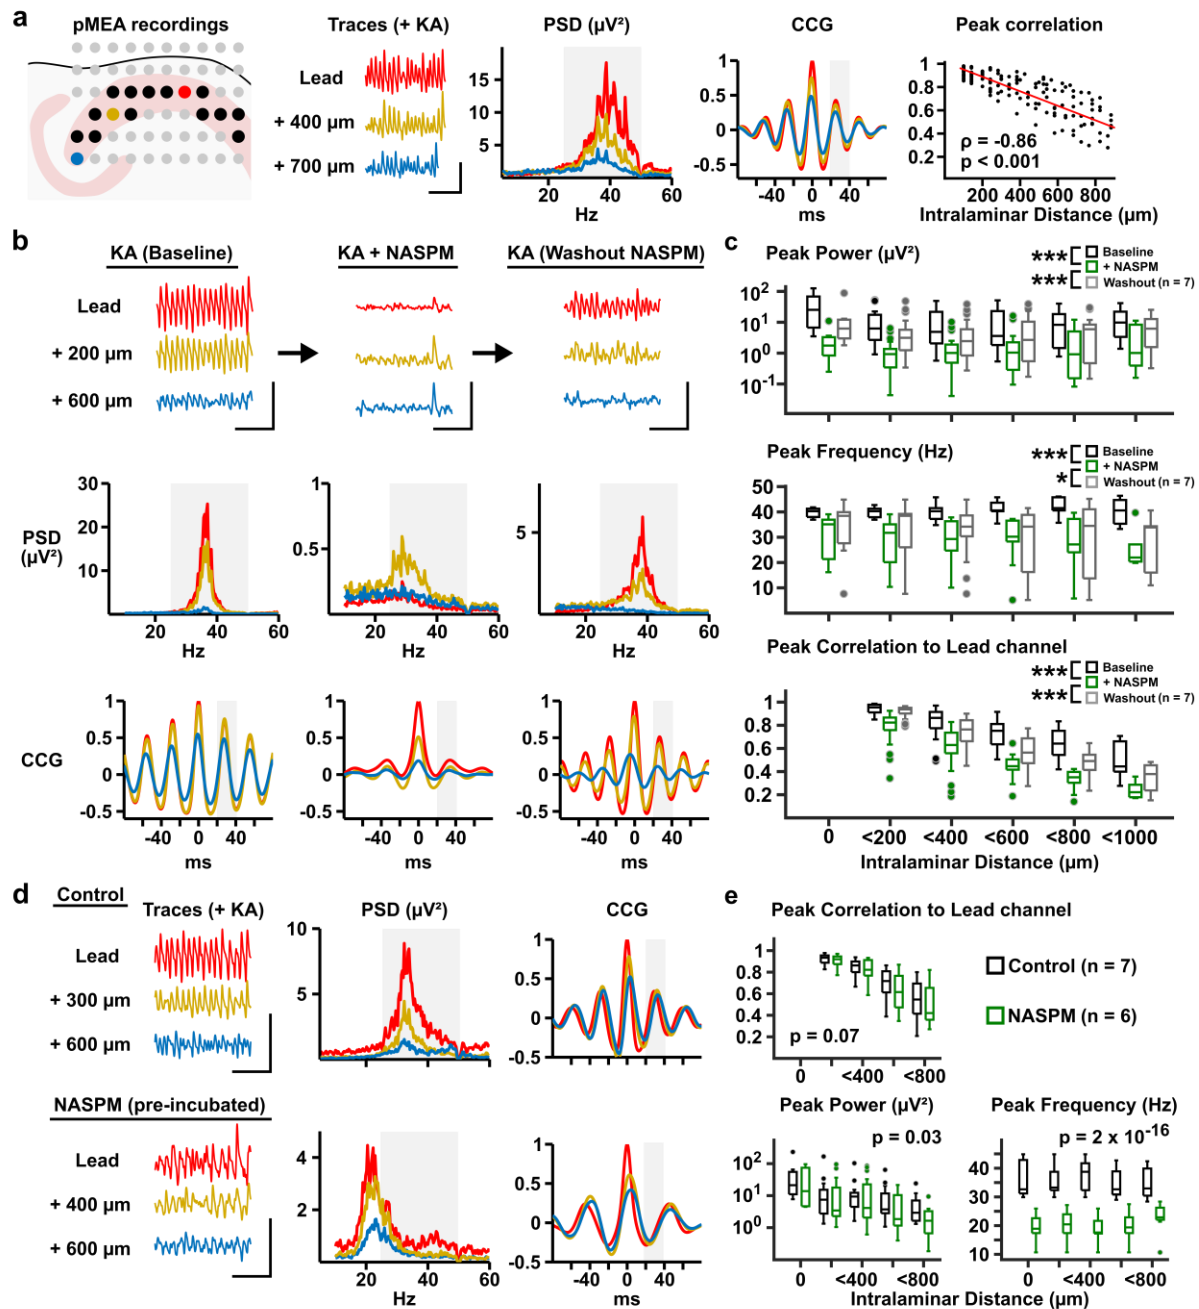 a
pMEA recordings
Traces (+ KA)
Lead
+ 400 µm
+ 700 µm
PSD (µV²)
15
10
5
20
40
60
Hz
CCG
1
0.5
0
-0.5
-40
0
40
ms
Peak correlation
1
0.8
0.6
0.4
0.2
ρ = -0.86
p < 0.001
200
400
600
800
Intralaminar Distance (µm)
b
KA (Baseline)
KA + NASPM
KA (Washout NASPM)
Lead
+ 200 µm
+ 600 µm
PSD
(µV²)
30
20
10
20
40
60
Hz
1
0.5
0
20
40
60
Hz
5
20
40
60
Hz
CCG
1
0.5
0
-0.5
-40
0
40
ms
1
0.5
0
-0.5
-40
0
40
ms
1
0.5
0
-0.5
-40
0
40
ms
c
Peak Power (µV²)
***
***
Baseline
+ NASPM
Washout (n = 7)
10²
10¹
10⁰
10⁻¹
Peak Frequency (Hz)
***
*
Baseline
+ NASPM
Washout (n = 7)
50
40
30
20
10
Peak Correlation to Lead channel
***
***
Baseline
+ NASPM
Washout (n = 7)
1
0.8
0.6
0.4
0.2
0
<200
<400
<600
<800
<1000
Intralaminar Distance (µm)
d
Control
Traces (+ KA)
Lead
+ 300 µm
+ 600 µm
PSD (µV²)
10
5
CCG
1
0.5
0
-0.5
NASPM (pre-incubated)
Lead
+ 400 µm
+ 600 µm
4
2
20
40
60
Hz
1
0.5
0
-0.5
-40
0
40
ms
e
Peak Correlation to Lead channel
1
0.8
0.6
0.4
0.2
p = 0.07
0
<400
<800
Control (n = 7)
NASPM (n = 6)
Peak Power (µV²)
p = 0.03
10²
10¹
10⁰
0
<400
<800
Peak Frequency (Hz)
p = 2 x 10⁻¹⁶
40
30
20
10
0
<400
<800
Intralaminar Distance (µm)